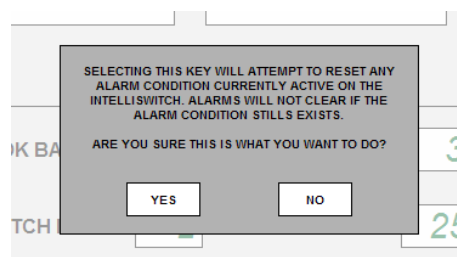 SELECTING THIS KEY WILL ATTEMPT TO RESET ANY
ALARM CONDITION CURRENTLY ACTIVE ON THE
INTELLISWITCH. ALARMS WILL NOT CLEAR IF THE
ALARM CONDITION STILLS EXISTS.
ARE YOU SURE THIS IS WHAT YOU WANT TO DO?
YES NO